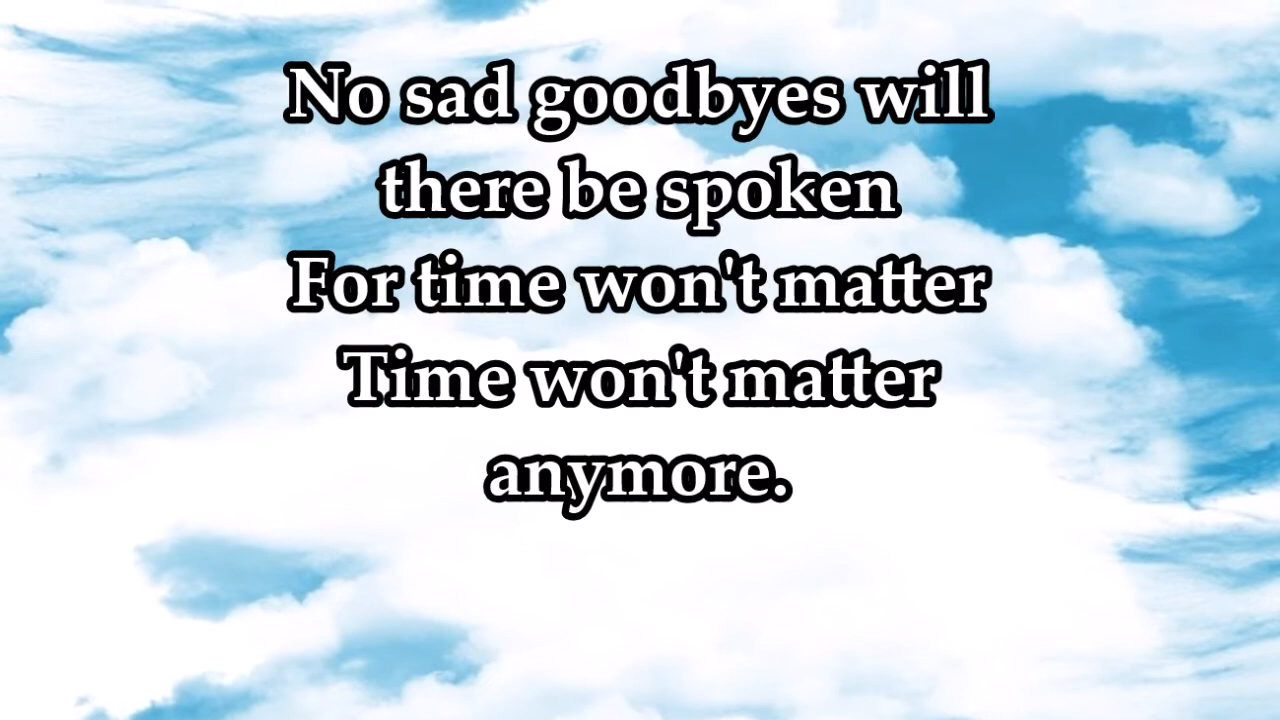 No sad goodbyes will
there be spoken
For time won't matter
Time won't matter
anymore.